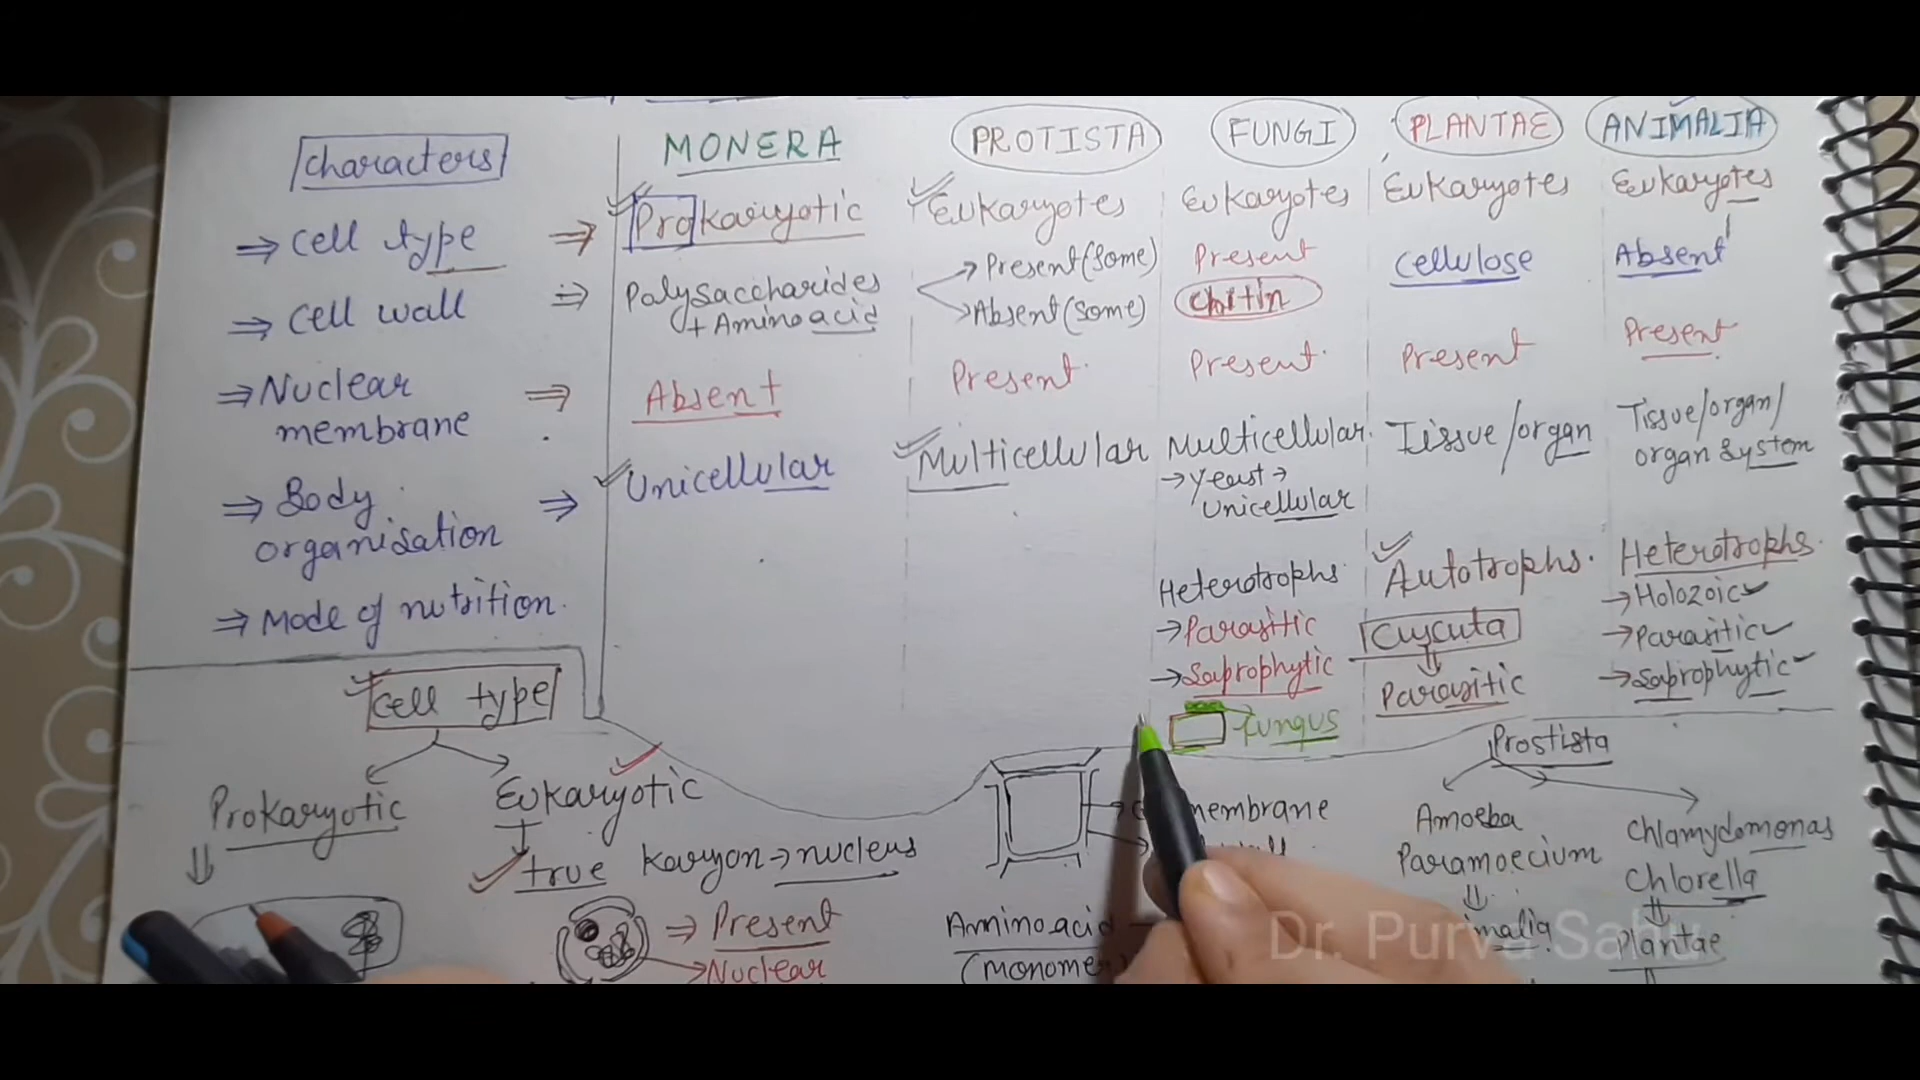 characters
MONERA
PROTISTA
FUNGI
PLANTAE
ANIMALIA
⇒ cell type ⇒
Prokaryotic
Eukaryotes
Eukaryotes
Eukaryotes
Eukaryotes
⇒ cell wall ⇒
Polysaccharides
+ Amino acid
→ Present (some)
→ Absent (some)
Present
chitin
cellulose
Absent
⇒ Nuclear
membrane ⇒
Absent
Present.
Present.
Present
Present
⇒ Body
organisation ⇒
Unicellular
Multicellular
Multicellular.
→ Yeast →
Unicellular
Tissue/organ
Tissue/organ/
organ system
⇒ Mode of nutrition.
Heterotrophs
→ Parasitic
→ Saprophytic
fungus
Autotrophs.
Cuscuta
Parasitic
Heterotrophs.
→ Holozoic
→ Parasitic
→ Saprophytic
cell type
Prokaryotic
Eukaryotic
true karyon → nucleus
⇒ Present
→ Nuclear
membrane
Amino acid
(monome
Prostista
Amoeba
Paramoecium
malia
Chlamydomonas
Chlorella
Plantae
Dr. Purva Sahu